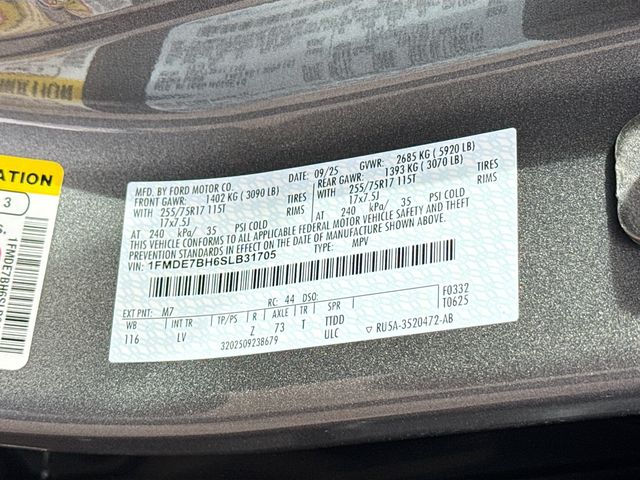 MFD. BY FORD MOTOR CO.
DATE: 09/25 GVWR: 2685 KG ( 5920 LB)
FRONT GAWR: 1402 KG ( 3090 LB) REAR GAWR: 1393 KG ( 3070 LB)
WITH 255/75R17 115T TIRES WITH 255/75R17 115T TIRES
17x7.5J RIMS 17x7.5J RIMS
AT 240 kPa/ 35 PSI COLD AT 240 kPa/ 35 PSI COLD
THIS VEHICLE CONFORMS TO ALL APPLICABLE FEDERAL MOTOR VEHICLE SAFETY AND THEFT
PREVENTION STANDARDS IN EFFECT ON THE DATE OF MANUFACTURE SHOWN ABOVE.
VIN: 1FMDE7BH6SLB31705 TYPE: MPV
EXT PNT: M7 RC: 44 DSO: F0332
WB INT TR TP/PS R AXLE TR SPR T0625
116 LV Z 73 T TTDD
3202509238679 ULC RU5A-3520472-AB
ATION
3
1FMDE7BH6SLB